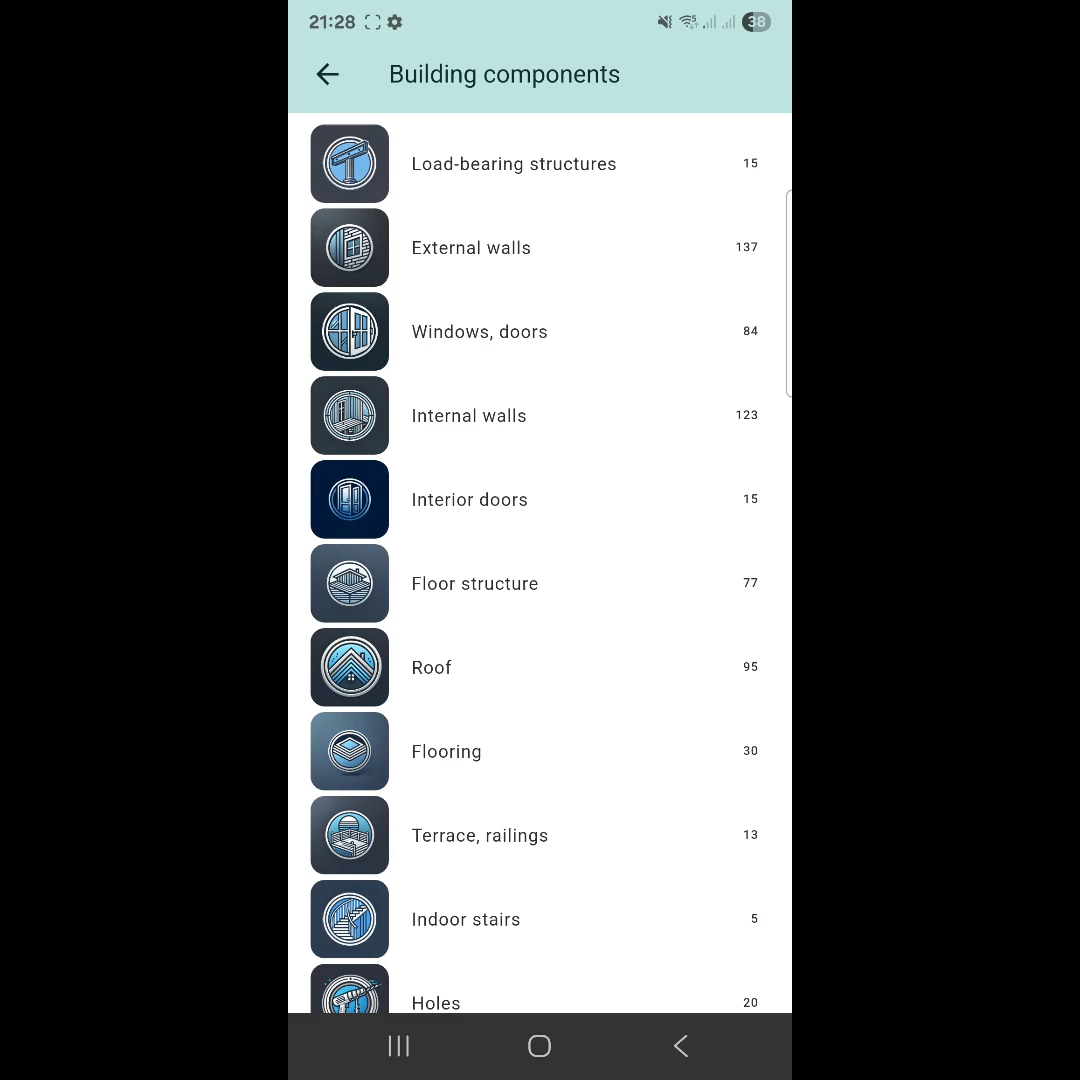 21:28 38
Building components
Load-bearing structures 15
External walls 137
Windows, doors 84
Internal walls 123
Interior doors 15
Floor structure 77
Roof 95
Flooring 30
Terrace, railings 13
Indoor stairs 5
Holes 20